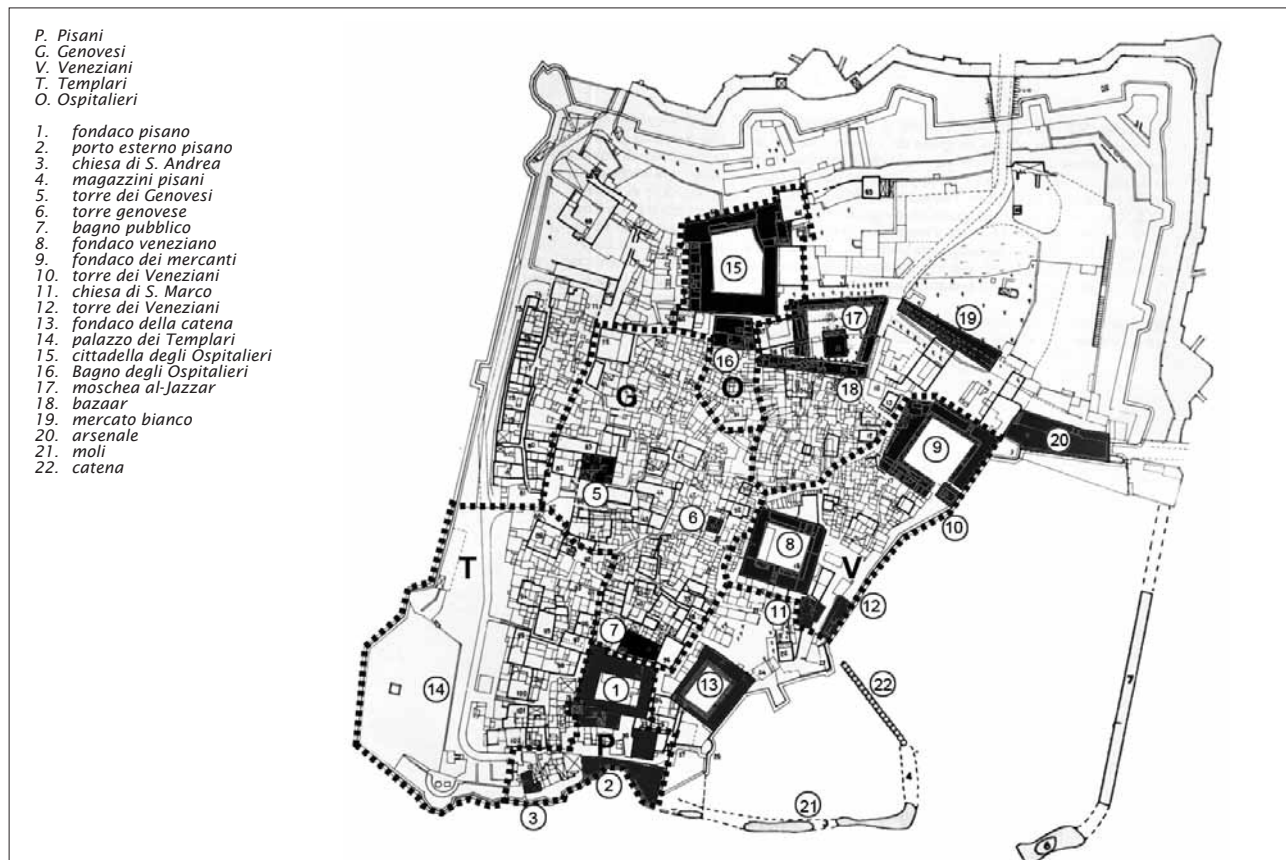 P. Pisani
G. Genovesi
V. Veneziani
T. Templari
O. Ospitalieri
1. fondaco pisano
2. porto esterno pisano
3. chiesa di S. Andrea
4. magazzini pisani
5. torre dei Genovesi
6. torre genovese
7. bagno pubblico
8. fondaco veneziano
9. fondaco dei mercanti
10. torre dei Veneziani
11. chiesa di S. Marco
12. torre dei Veneziani
13. fondaco della catena
14. palazzo dei Templari
15. cittadella degli Ospitalieri
16. Bagno degli Ospitalieri
17. moschea al-Jazzar
18. bazaar
19. mercato bianco
20. arsenale
21. moli
22. catena
15
17
19
16
18
G
O
9
20
5
6
10
8
T
V
11
12
7
22
14
1
13
P
2
21
3